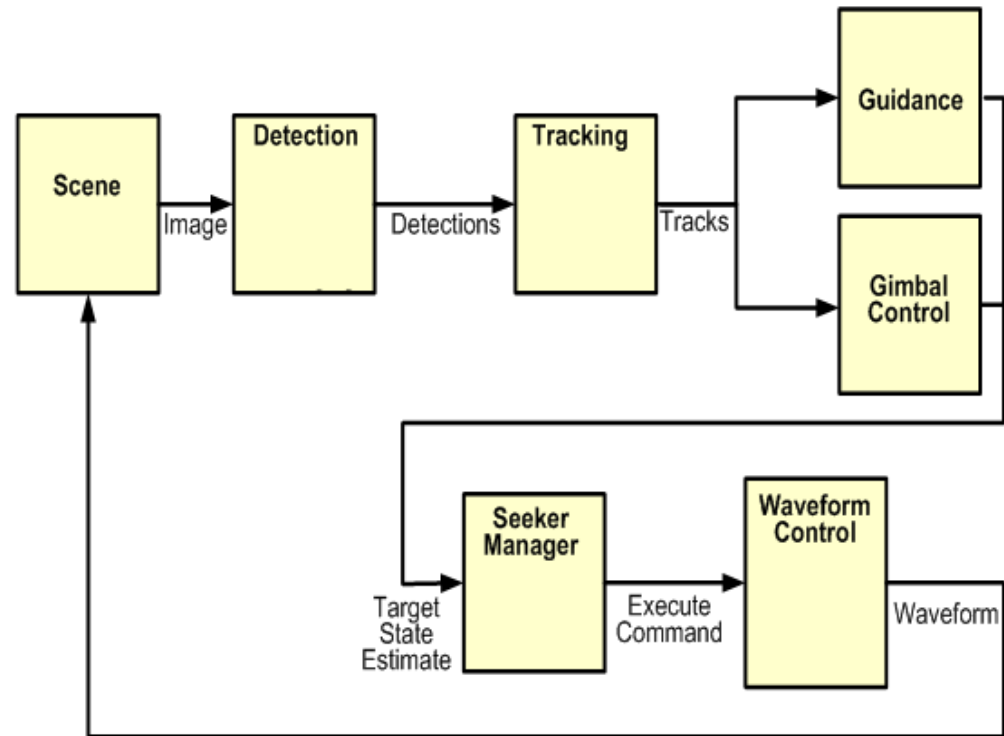 Scene
Image
Detection
Detections
Tracking
Tracks
Guidance
Gimbal
Control
Target
State
Estimate
Seeker
Manager
Execute
Command
Waveform
Control
Waveform